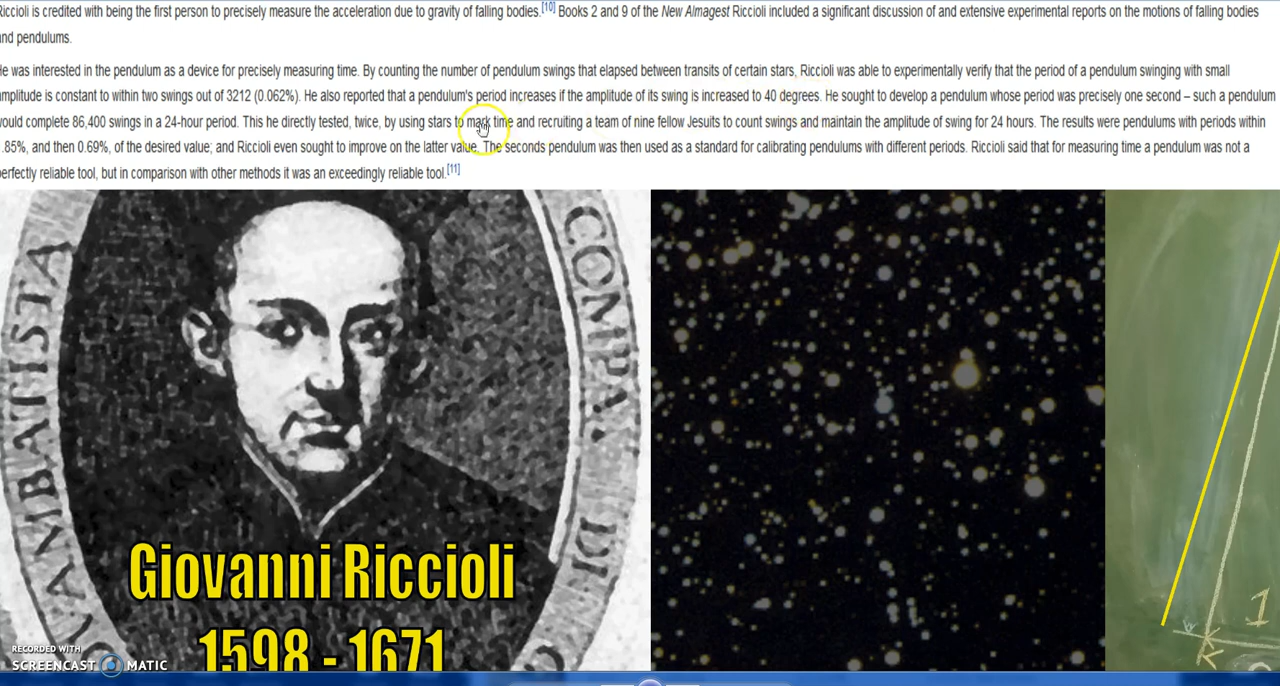 Riccioli is credited with being the first person to precisely measure the acceleration due to gravity of falling bodies.[10] Books 2 and 9 of the New Almagest Riccioli included a significant discussion of and extensive experimental reports on the motions of falling bodies
and pendulums.
He was interested in the pendulum as a device for precisely measuring time. By counting the number of pendulum swings that elapsed between transits of certain stars, Riccioli was able to experimentally verify that the period of a pendulum swinging with small
amplitude is constant to within two swings out of 3212 (0.062%). He also reported that a pendulum's period increases if the amplitude of its swing is increased to 40 degrees. He sought to develop a pendulum whose period was precisely one second – such a pendulum
would complete 86,400 swings in a 24-hour period. This he directly tested, twice, by using stars to mark time and recruiting a team of nine fellow Jesuits to count swings and maintain the amplitude of swing for 24 hours. The results were pendulums with periods within
.85%, and then 0.69%, of the desired value; and Riccioli even sought to improve on the latter value. The seconds pendulum was then used as a standard for calibrating pendulums with different periods. Riccioli said that for measuring time a pendulum was not a
perfectly reliable tool, but in comparison with other methods it was an exceedingly reliable tool.[11]
VANBATISTA
COMPA. DI
Giovanni Riccioli
1598 - 1671
1
RECORDED WITH
SCREENCAST MATIC